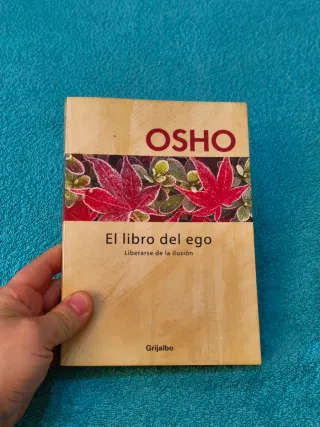 OSHO
El libro del ego
Liberarse de la ilusión
Grijalbo